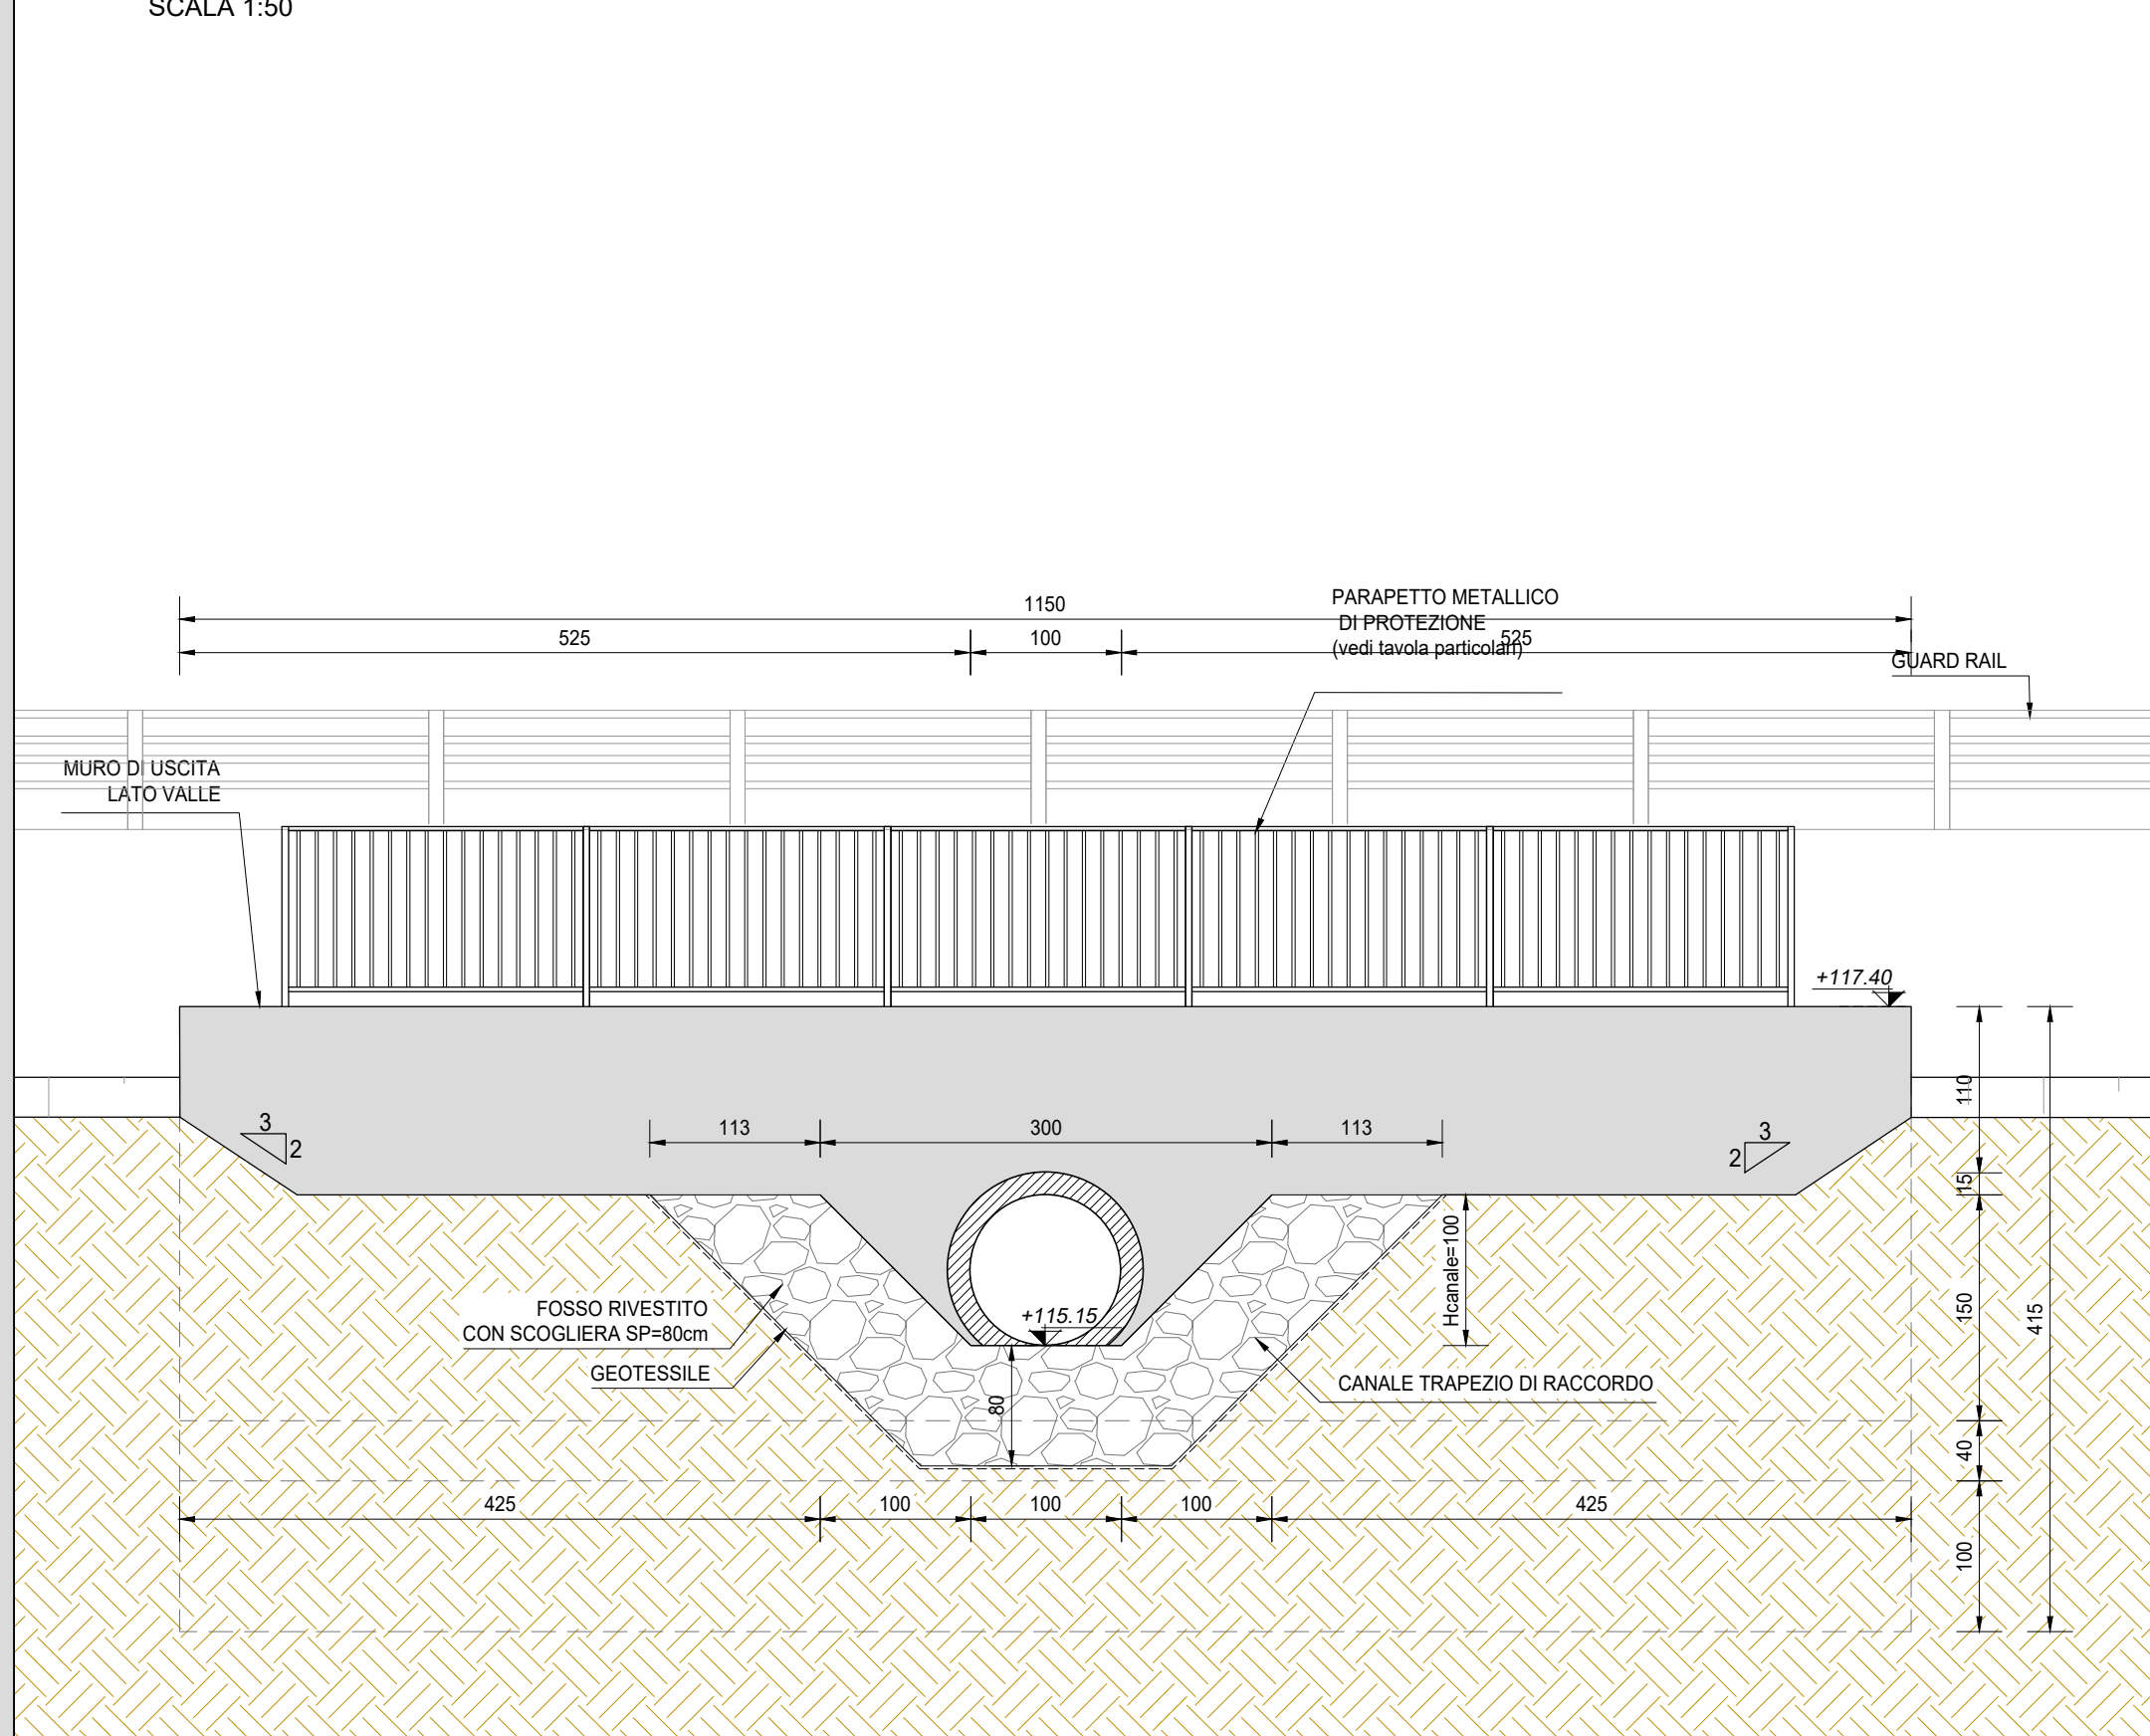 SCALA 1:50
1150
PARAPETTO METALLICO
DI PROTEZIONE
(vedi tavola particolari)
525
100
525
GUARD RAIL
MURO DI USCITA
LATO VALLE
+117.40
110
3
2
113
300
113
3
2
15
Hcanale=100
FOSSO RIVESTITO
CON SCOGLIERA SP=80cm
+115.15
150
415
GEOTESSILE
CANALE TRAPEZIO DI RACCORDO
80
40
425
100
100
100
425
100